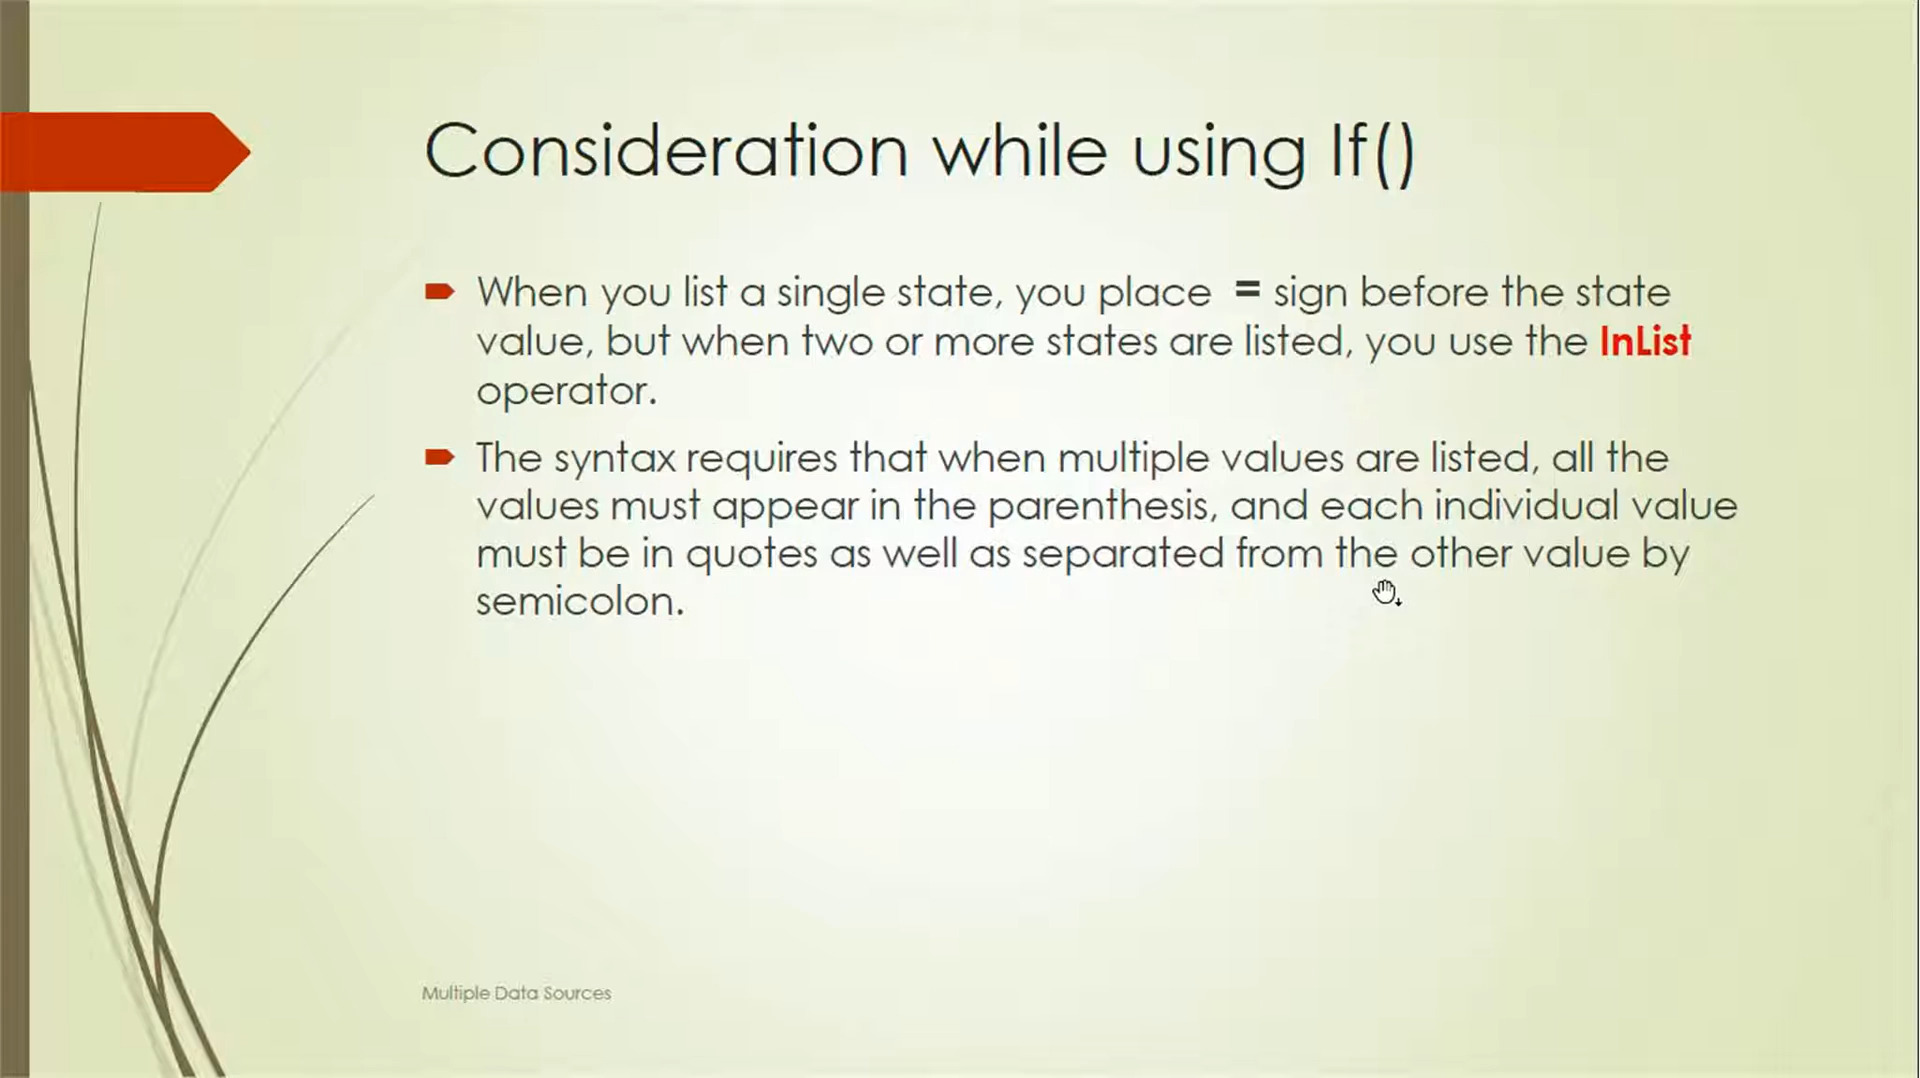 Consideration while using If()
When you list a single state, you place = sign before the state
value, but when two or more states are listed, you use the InList
operator.
The syntax requires that when multiple values are listed, all the
values must appear in the parenthesis, and each individual value
must be in quotes as well as separated from the other value by
semicolon.
Multiple Data Sources